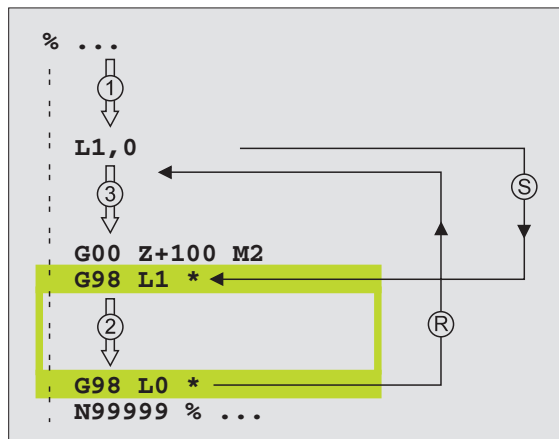 % ...
1
L1,0
S
3
G00 Z+100 M2
G98 L1 *
2
R
G98 L0 *
N99999 % ...